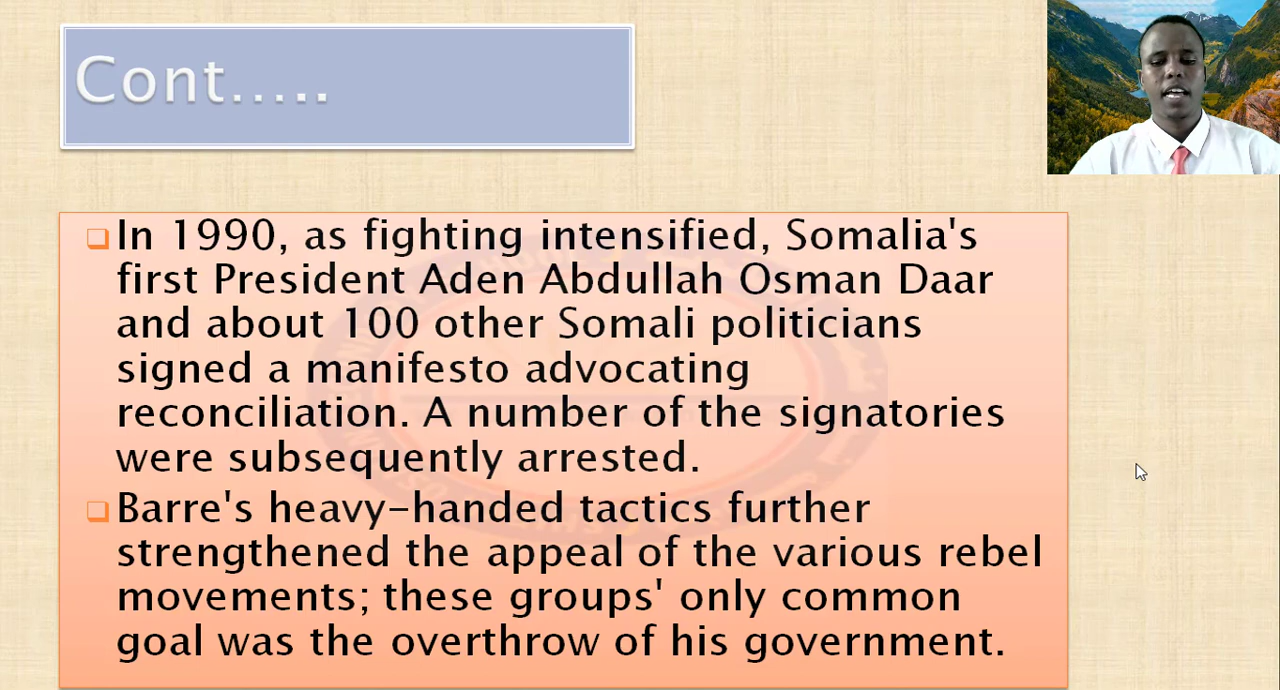 Cont.....
In 1990, as fighting intensified, Somalia's
first President Aden Abdullah Osman Daar
and about 100 other Somali politicians
signed a manifesto advocating
reconciliation. A number of the signatories
were subsequently arrested.
Barre's heavy-handed tactics further
strengthened the appeal of the various rebel
movements; these groups' only common
goal was the overthrow of his government.